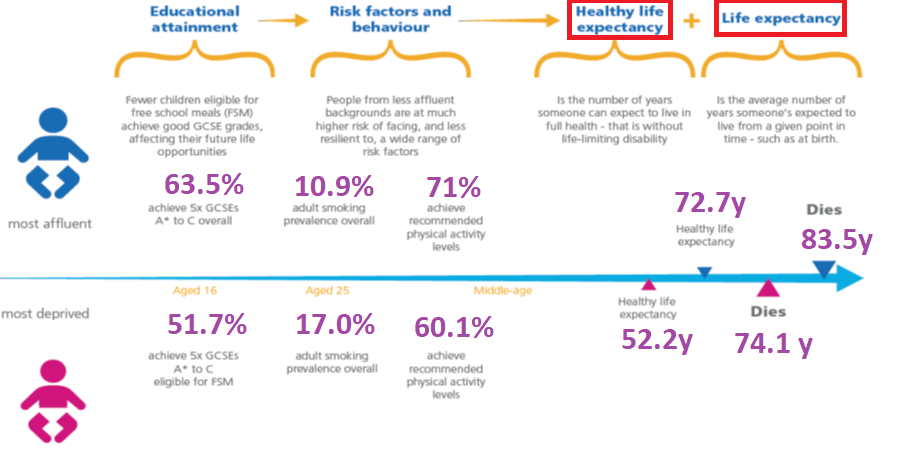 Educational
attainment
Risk factors and
behaviour
Healthy life
expectancy
+
Life expectancy
Fewer children eligible for
free school meals (FSM)
achieve good GCSE grades,
affecting their future life
opportunities
People from less affluent
backgrounds are at much
higher risk of facing, and less
resilient to, a wide range of
risk factors
Is the number of years
someone can expect to live in
full health - that is without
life-limiting disability
Is the average number of
years someone's expected to
live from a given point in
time - such as at birth.
most affluent
63.5%
achieve 5x GCSEs
A* to C overall
10.9%
adult smoking
prevalence overall
71%
achieve
recommended
physical activity
levels
72.7y
Healthy life
expectancy
Dies
83.5y
Aged 16
Aged 25
Middle-age
most deprived
51.7%
achieve 5x GCSEs
A* to C
eligible for FSM
17.0%
adult smoking
prevalence overall
60.1%
achieve
recommended
physical activity
levels
Healthy life
expectancy
52.2y
Dies
74.1 y